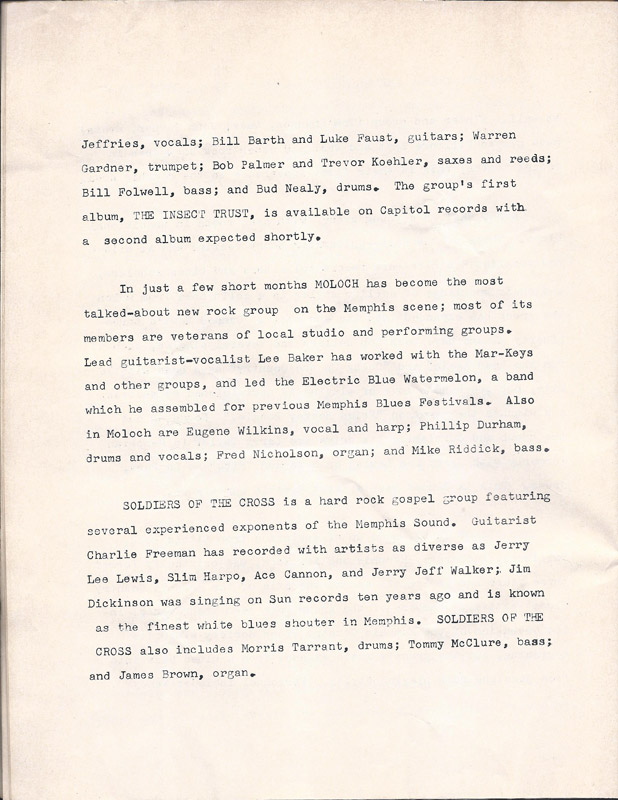 Jeffries, vocals; Bill Barth and Luke Faust, guitars; Warren
Gardner, trumpet; Bob Palmer and Trevor Koehler, saxes and reeds;
Bill Folwell, bass; and Bud Nealy, drums. The group's first
album, THE INSECT TRUST, is available on Capitol records with
a second album expected shortly.
In just a few short months MOLOCH has become the most
talked-about new rock group on the Memphis scene; most of its
members are veterans of local studio and performing groups.
Lead guitarist-vocalist Lee Baker has worked with the Mar-Keys
and other groups, and led the Electric Blue Watermelon, a band
which he assembled for previous Memphis Blues Festivals. Also
in Moloch are Eugene Wilkins, vocal and harp; Phillip Durham,
drums and vocals; Fred Nicholson, organ; and Mike Riddick, bass.
SOLDIERS OF THE CROSS is a hard rock gospel group featuring
several experienced exponents of the Memphis Sound. Guitarist
Charlie Freeman has recorded with artists as diverse as Jerry
Lee Lewis, Slim Harpo, Ace Cannon, and Jerry Jeff Walker; Jim
Dickinson was singing on Sun records ten years ago and is known
as the finest white blues shouter in Memphis. SOLDIERS OF THE
CROSS also includes Morris Tarrant, drums; Tommy McClure, bass;
and James Brown, organ.